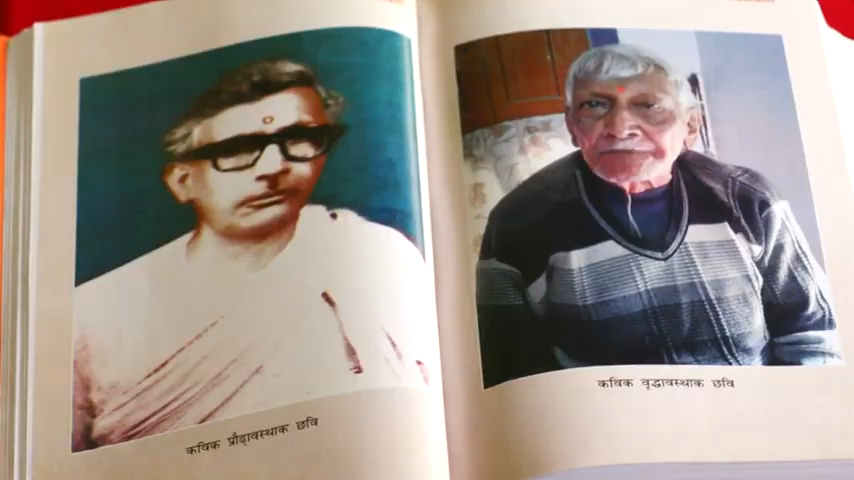 कविक प्रौढ़ावस्थाक छवि
कविक वृद्धावस्थाक छवि